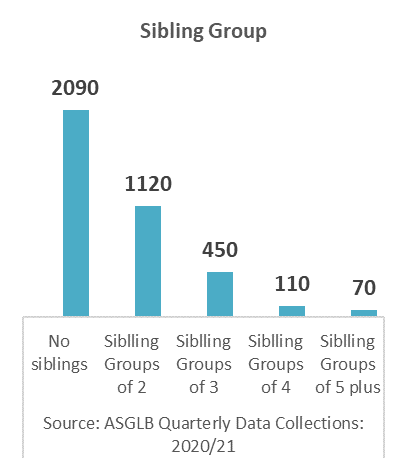 Sibling Group
2090
1120
450
110
70
No
siblings
Siblling
Groups
of 2
Siblling
Groups
of 3
Siblling
Groups
of 4
Siblling
Groups
of 5 plus
Source: ASGLB Quarterly Data Collections:
2020/21